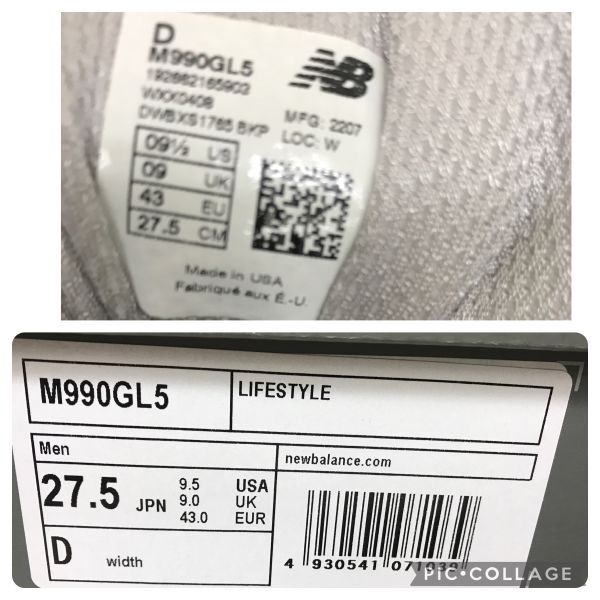 D
M990GL5
192662165903
WXK0408
DWBXS1765 BKP
MFG: 2207
LOC: W
09½ US
09 UK
43 EU
27.5 CM
Made in USA
Fabriqué aux É.-U.
M990GL5
LIFESTYLE
Men
newbalance.com
27.5 JPN
9.5 USA
9.0 UK
43.0 EUR
D width
4 930541 071039
PIC•COLLAGE